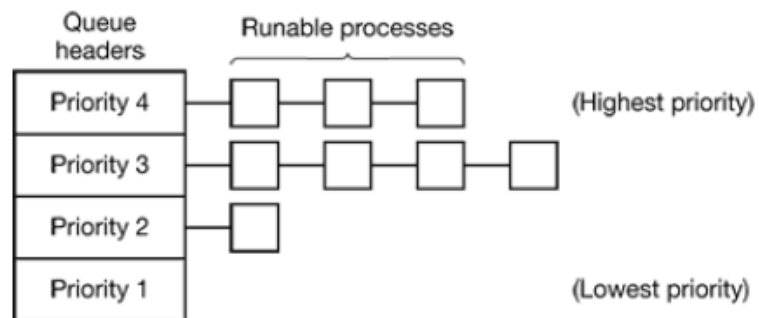 Queue
headers
Runable processes
Priority 4
(Highest priority)
Priority 3
Priority 2
Priority 1
(Lowest priority)